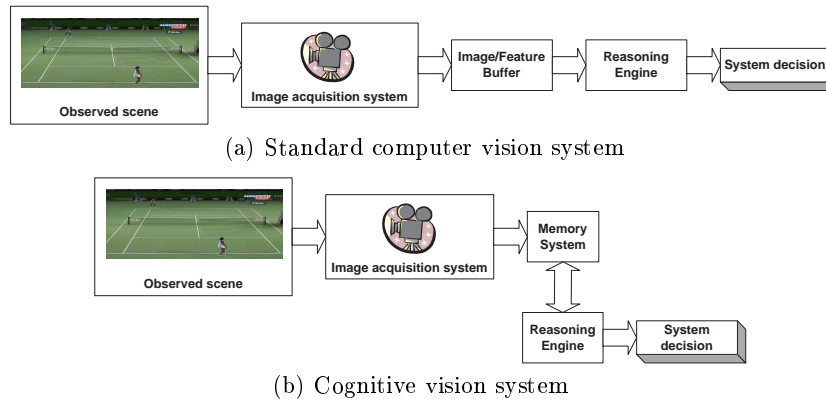 Observed scene
Image acquisition system
Image/Feature
Buffer
Reasoning
Engine
System decision
(a) Standard computer vision system
Observed scene
Image acquisition system
Memory
System
Reasoning
Engine
System
decision
(b) Cognitive vision system